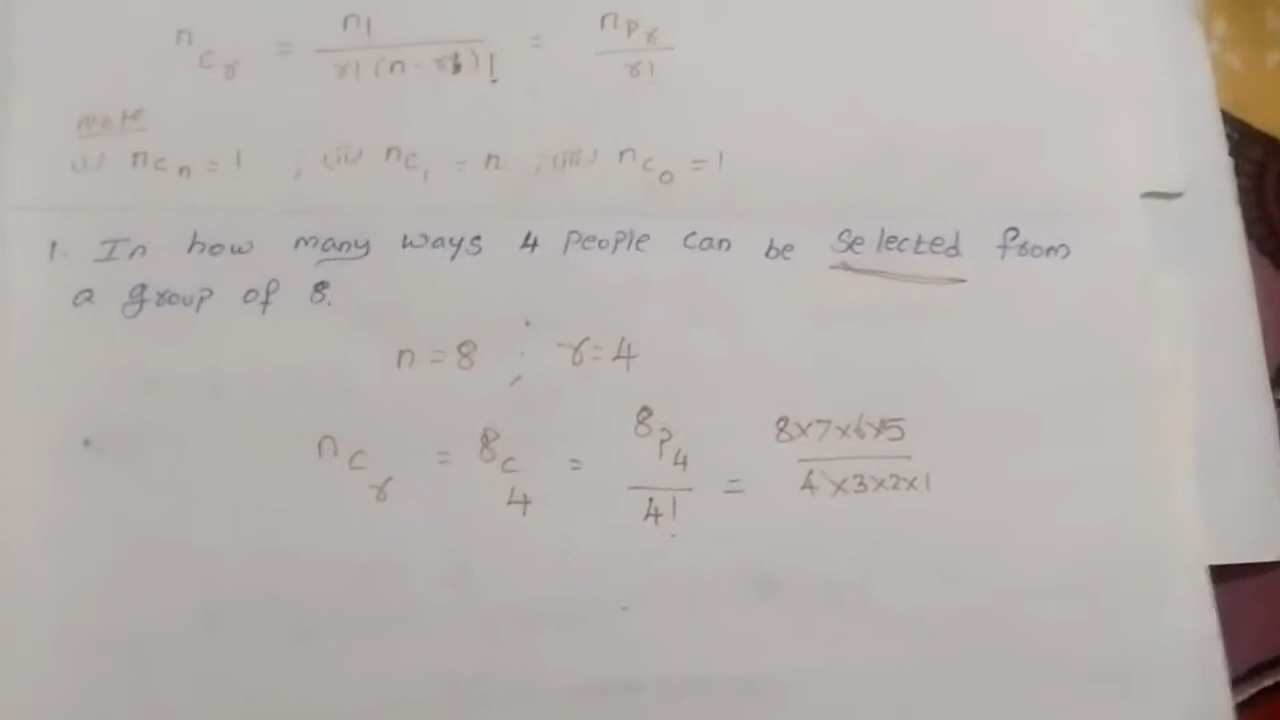 nCr = n! / r!(n-r)! = nPr / r!
note
(i) nCn = 1 ; (ii) nC1 = n ; (iii) nC0 = 1
1. In how many ways 4 people can be selected from
a group of 8.
n = 8 ; r = 4
nCr = 8C4 = 8P4 / 4! = 8×7×6×5 / 4×3×2×1